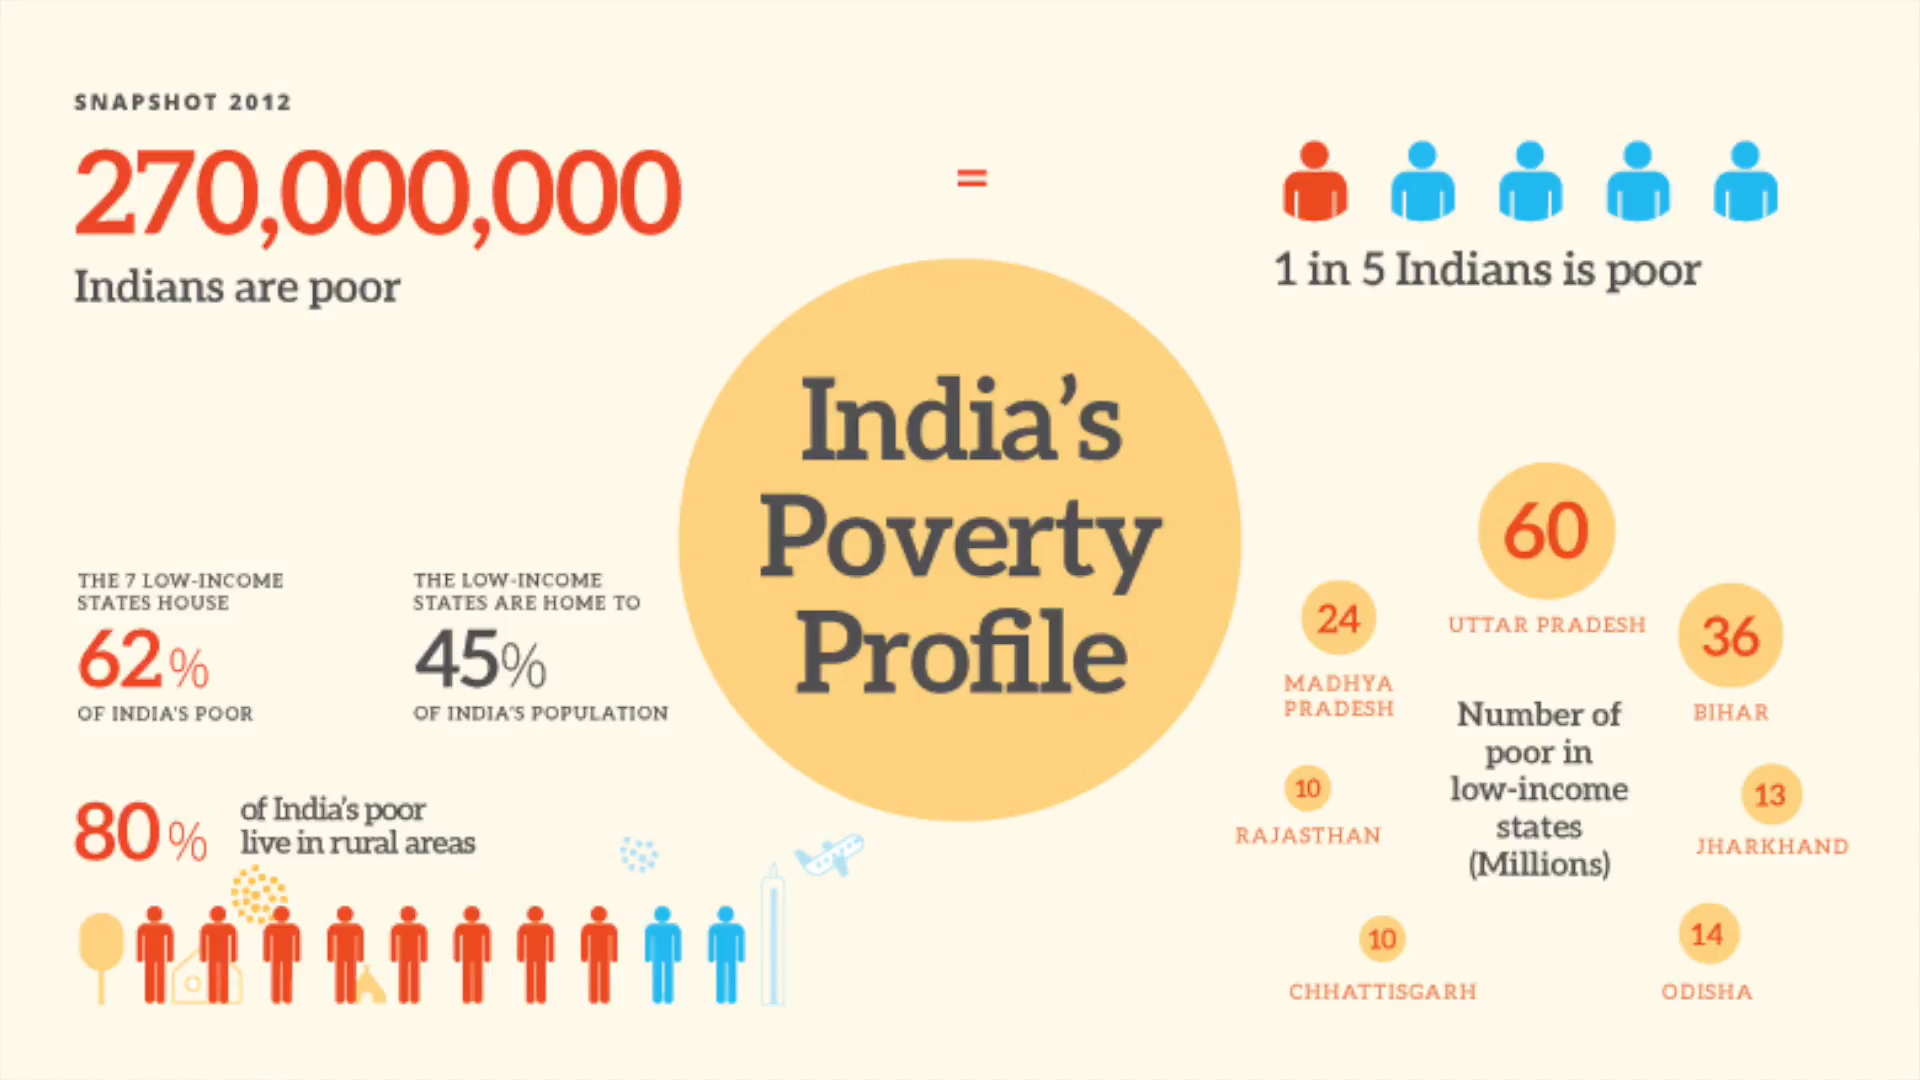 SNAPSHOT 2012
270,000,000
Indians are poor
=
1 in 5 Indians is poor
India's
Poverty
Profile
THE 7 LOW-INCOME
STATES HOUSE
62%
OF INDIA'S POOR
THE LOW-INCOME
STATES ARE HOME TO
45%
OF INDIA'S POPULATION
80%
of India's poor
live in rural areas
60
UTTAR PRADESH
24
MADHYA
PRADESH
36
BIHAR
Number of
poor in
low-income
states
(Millions)
10
RAJASTHAN
13
JHARKHAND
10
CHHATTISGARH
14
ODISHA